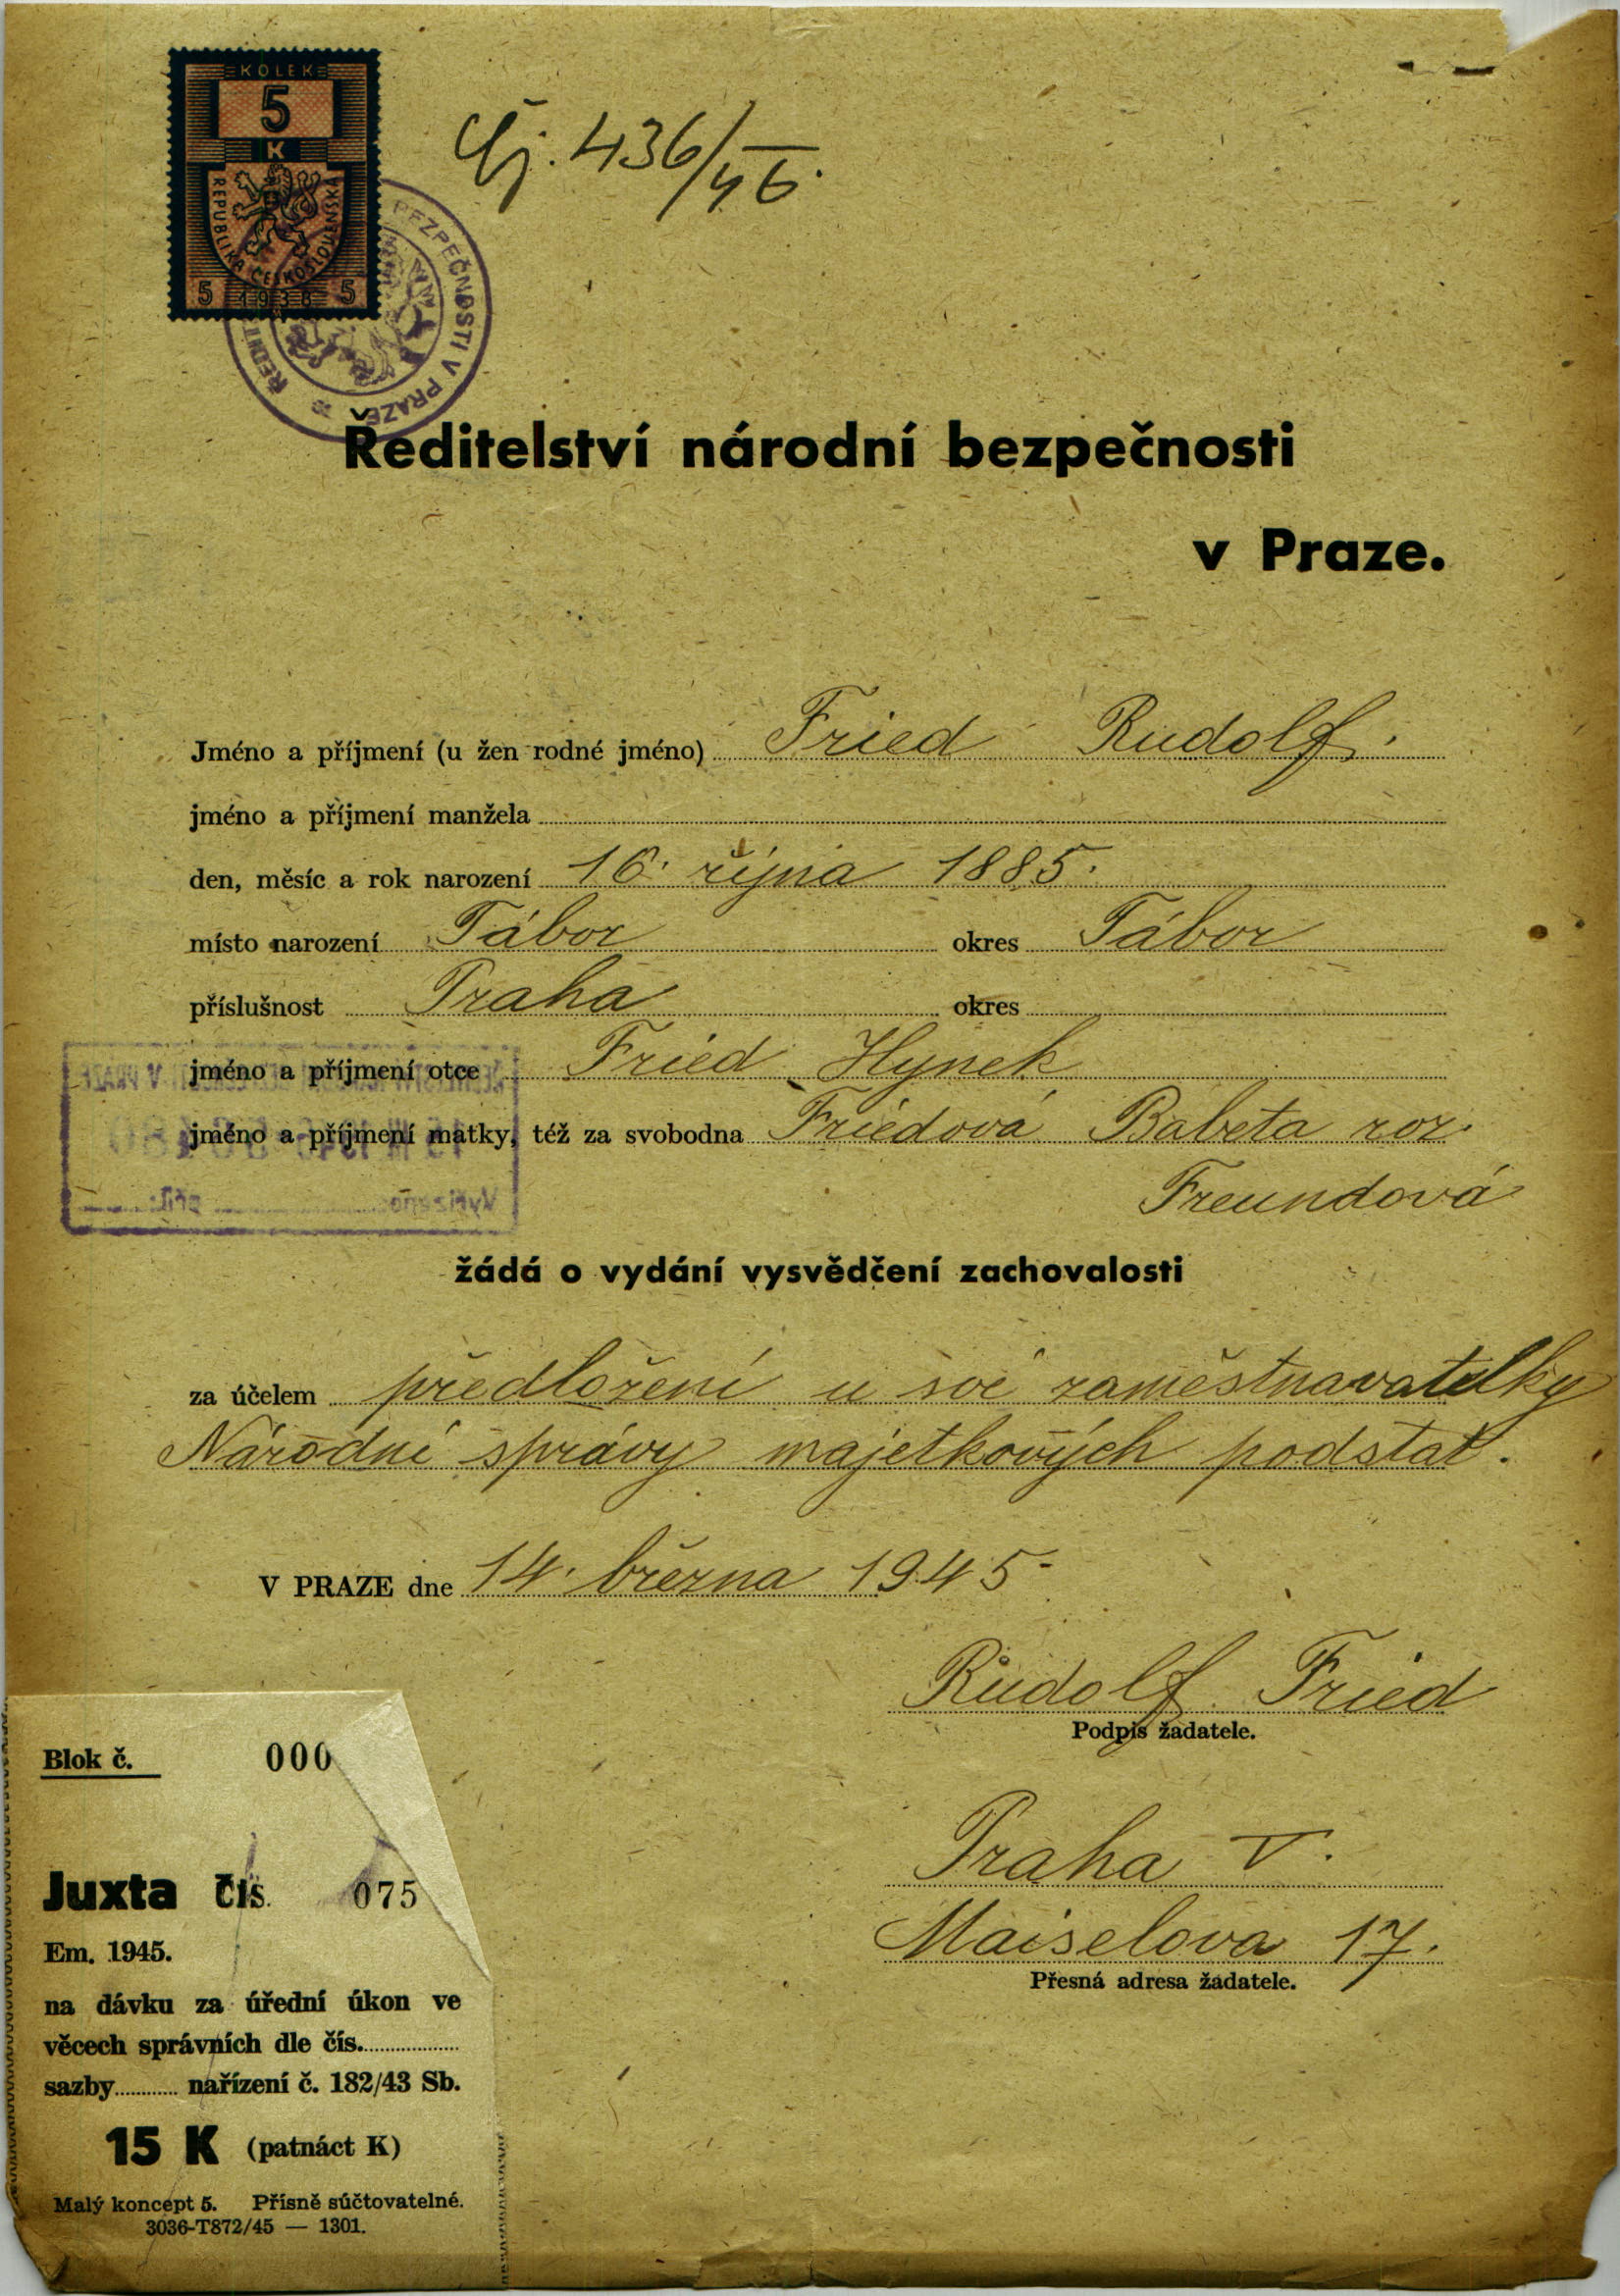 KOLEK
5
K
REPUBLIKA ČESKOSLOVENSKÁ
5 1938 5
Čj. 436/46.
BEZPEČNOSTI V PRAZE
Ředitelství národní bezpečnosti
v Praze.
Jméno a příjmení (u žen rodné jméno) Fried Rudolf.
jméno a příjmení manžela
den, měsíc a rok narození 16. října 1885.
místo narození Tábor okres Tábor
příslušnost Praha okres
jméno a příjmení otce Fried Hynek
jméno a příjmení matky, též za svobodna Friedová Babeta roz.
Freundová
žádá o vydání vysvědčení zachovalosti
za účelem předložení u své zaměstnavatelky
Národní správy majetkových podstat.
V PRAZE dne 14. března 1945
Rudolf Fried
Podpis žadatele.
Praha V.
Maiselova 17.
Přesná adresa žadatele.
Blok č. 000
Juxta čís. 075
Em. 1945.
na dávku za úřední úkon ve
věcech správních dle čís.
sazby nařízení č. 182/43 Sb.
15 K (patnáct K)
Malý koncept 5. Přísně súčtovatelné.
3036-T872/45 — 1301.